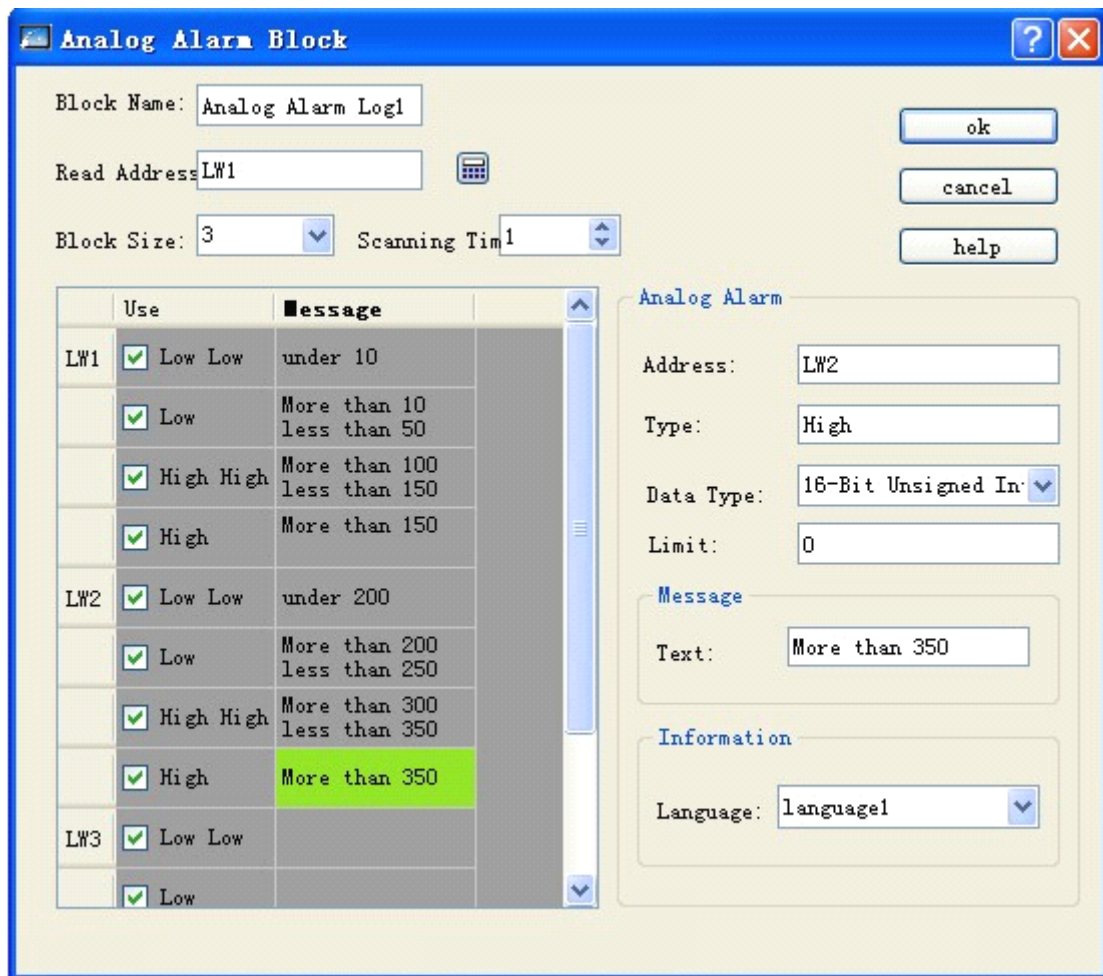 Analog Alarm Block
Block Name: Analog Alarm Log1
ok
Read Address LW1
cancel
Block Size: 3 Scanning Tim 1
help
Use Message
LW1 Low Low under 10
Low More than 10
less than 50
High High More than 100
less than 150
High More than 150
LW2 Low Low under 200
Low More than 200
less than 250
High High More than 300
less than 350
High More than 350
LW3 Low Low
Low
Analog Alarm
Address: LW2
Type: High
Data Type: 16-Bit Unsigned In
Limit: 0
Message
Text: More than 350
Information
Language: language1